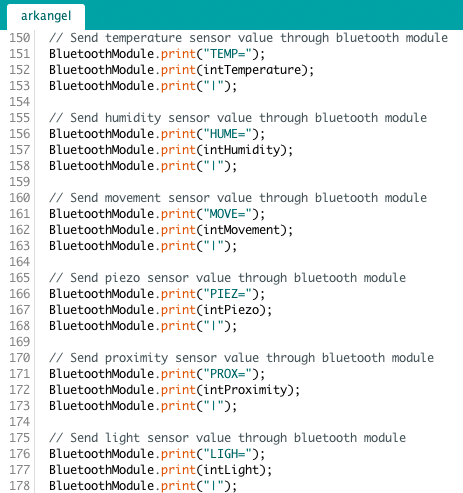 arkangel
150 // Send temperature sensor value through bluetooth module
151 BluetoothModule.print("TEMP=");
152 BluetoothModule.print(intTemperature);
153 BluetoothModule.print("|");
154
155 // Send humidity sensor value through bluetooth module
156 BluetoothModule.print("HUME=");
157 BluetoothModule.print(intHumidity);
158 BluetoothModule.print("|");
159
160 // Send movement sensor value through bluetooth module
161 BluetoothModule.print("MOVE=");
162 BluetoothModule.print(intMovement);
163 BluetoothModule.print("|");
164
165 // Send piezo sensor value through bluetooth module
166 BluetoothModule.print("PIEZ=");
167 BluetoothModule.print(intPiezo);
168 BluetoothModule.print("|");
169
170 // Send proximity sensor value through bluetooth module
171 BluetoothModule.print("PROX=");
172 BluetoothModule.print(intProximity);
173 BluetoothModule.print("|");
174
175 // Send light sensor value through bluetooth module
176 BluetoothModule.print("LIGH=");
177 BluetoothModule.print(intLight);
178 BluetoothModule.print("|");